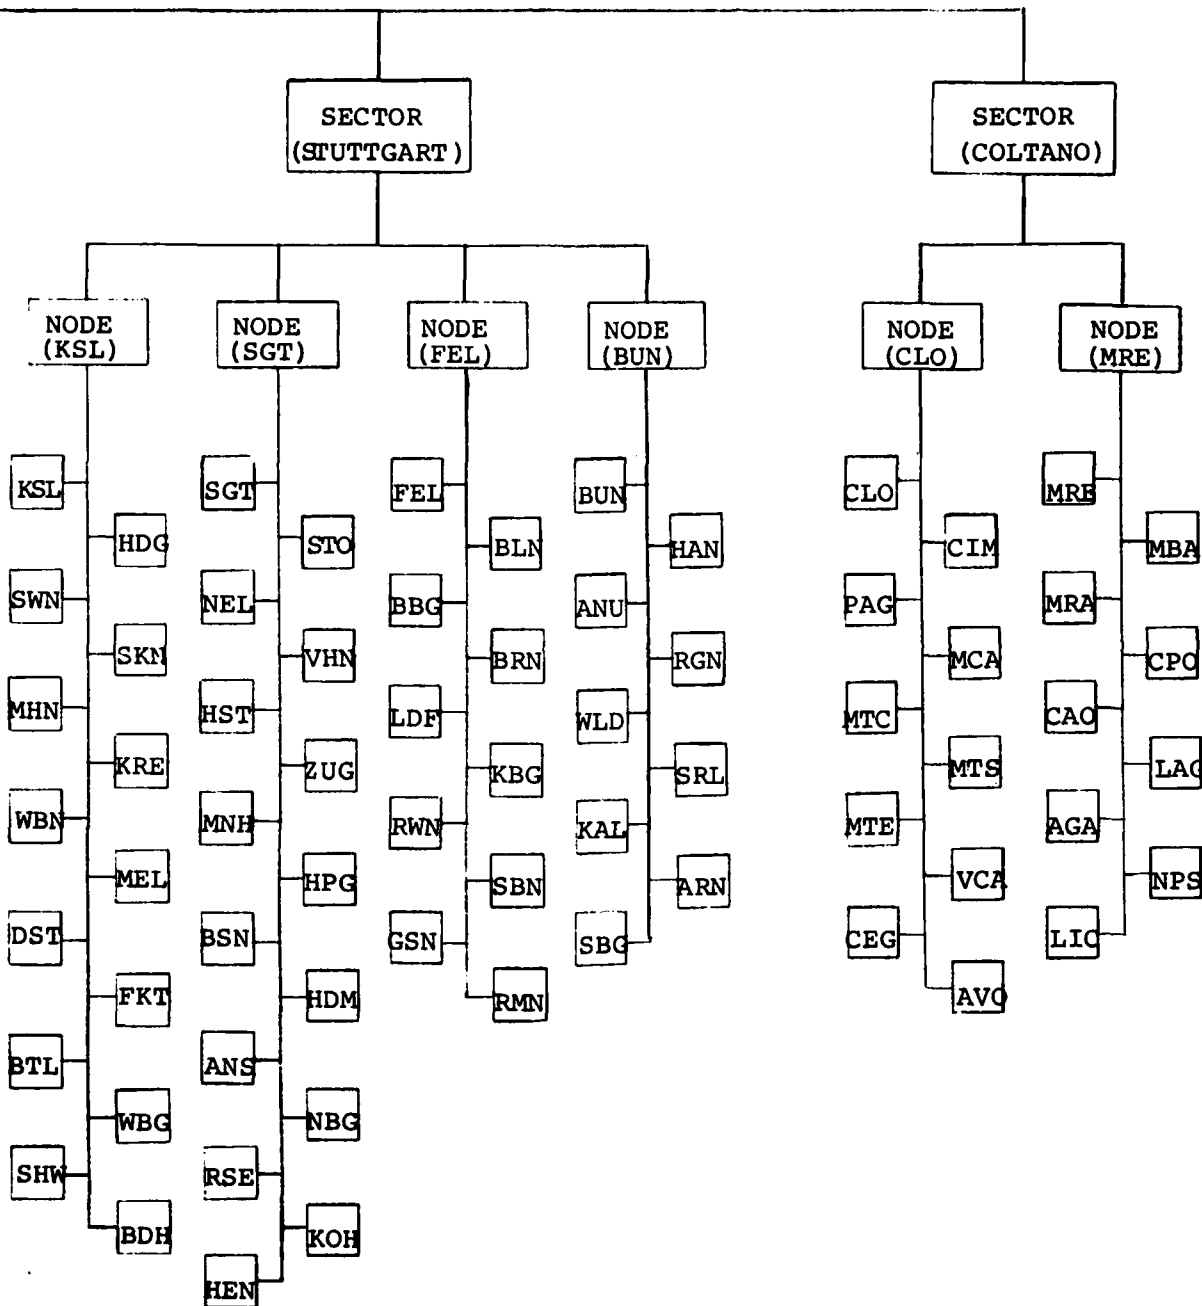 SECTOR
(STUTTGART)
SECTOR
(COLTANO)
NODE
(KSL)
NODE
(SGT)
NODE
(FEL)
NODE
(BUN)
NODE
(CLO)
NODE
(MRE)
KSL
HDG
SWN
SKN
MHN
KRE
WBN
MEL
DST
FKT
BTL
WBG
SHW
BDH
SGT
STO
NEL
VHN
HST
ZUG
MNH
HPG
BSN
HDM
ANS
NBG
RSE
KOH
HEN
FEL
BLN
BBG
BRN
LDF
KBG
RWN
SBN
GSN
RMN
BUN
HAN
ANU
RGN
WLD
SRL
KAL
ARN
SBG
CLO
CIM
PAG
MCA
MTC
MTS
MTE
VCA
CEG
AVO
MRE
MBA
MRA
CPO
CAO
LAG
AGA
NPS
LIO